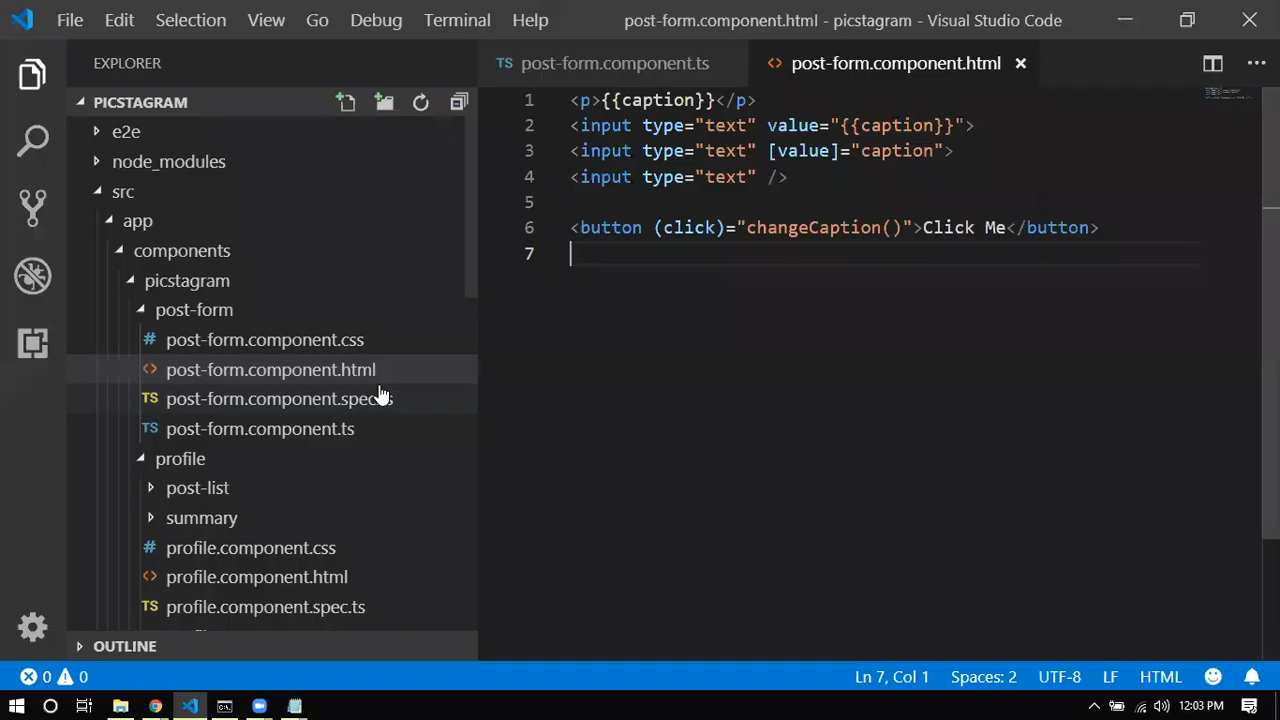 File Edit Selection View Go Debug Terminal Help post-form.component.html - picstagram - Visual Studio Code
EXPLORER
TS post-form.component.ts <> post-form.component.html
PICSTAGRAM
e2e
node_modules
src
app
components
picstagram
post-form
# post-form.component.css
<> post-form.component.html
TS post-form.component.spec.ts
TS post-form.component.ts
profile
post-list
summary
# profile.component.css
<> profile.component.html
TS profile.component.spec.ts
OUTLINE
1 <p>{{caption}}</p>
2 <input type="text" value="{{caption}}">
3 <input type="text" [value]="caption">
4 <input type="text" />
5
6 <button (click)="changeCaption()">Click Me</button>
7
0 0 Ln 7, Col 1 Spaces: 2 UTF-8 LF HTML
12:03 PM